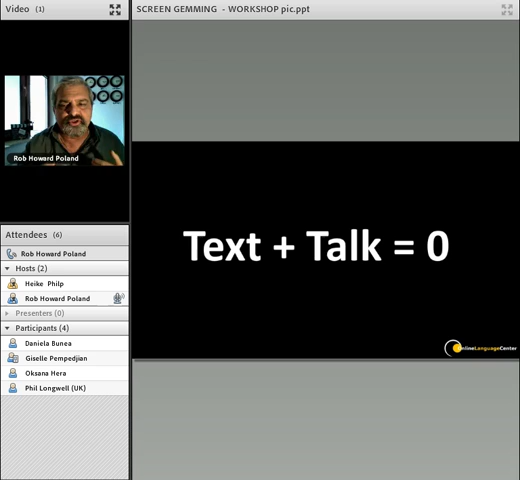 Video (1)
SCREEN GEMMING - WORKSHOP pic.ppt
Rob Howard Poland
Attendees (6)
Rob Howard Poland
Hosts (2)
Heike Philp
Rob Howard Poland
Presenters (0)
Participants (4)
Daniela Bunea
Giselle Pempedjian
Oksana Hera
Phil Longwell (UK)
Text + Talk = 0
OnlineLanguageCenter